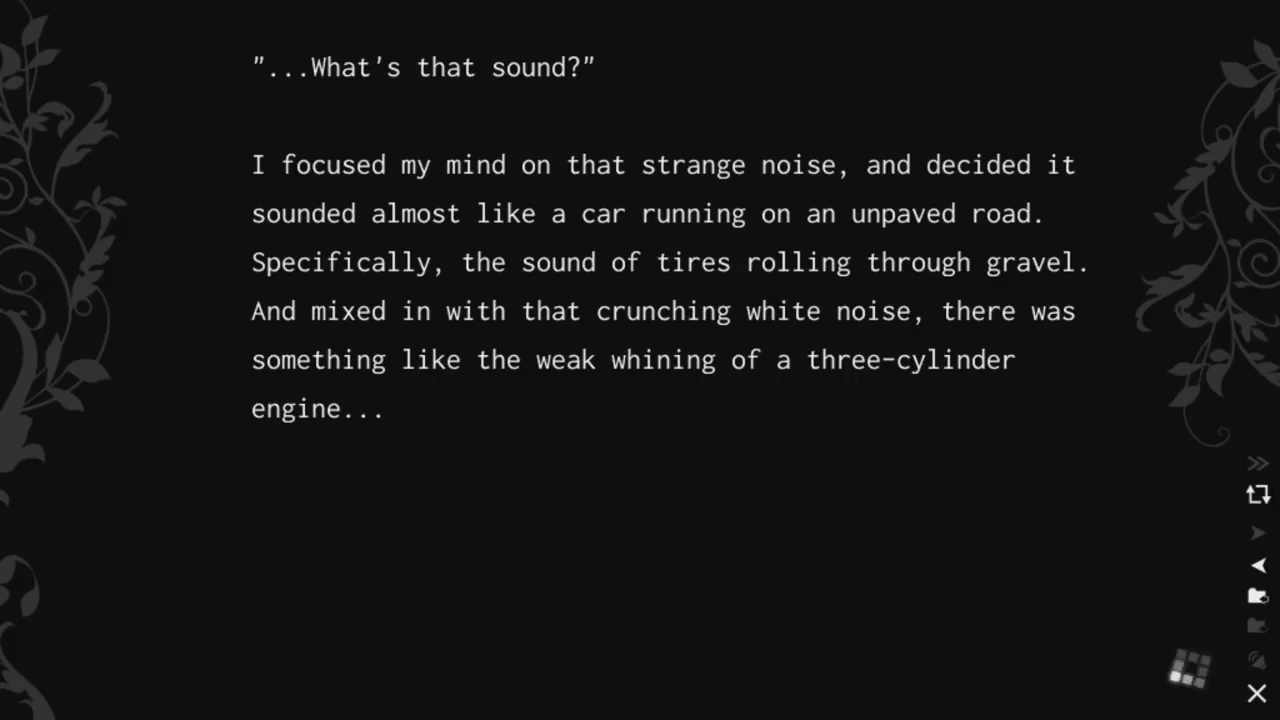 "...What's that sound?"
I focused my mind on that strange noise, and decided it
sounded almost like a car running on an unpaved road.
Specifically, the sound of tires rolling through gravel.
And mixed in with that crunching white noise, there was
something like the weak whining of a three-cylinder
engine...